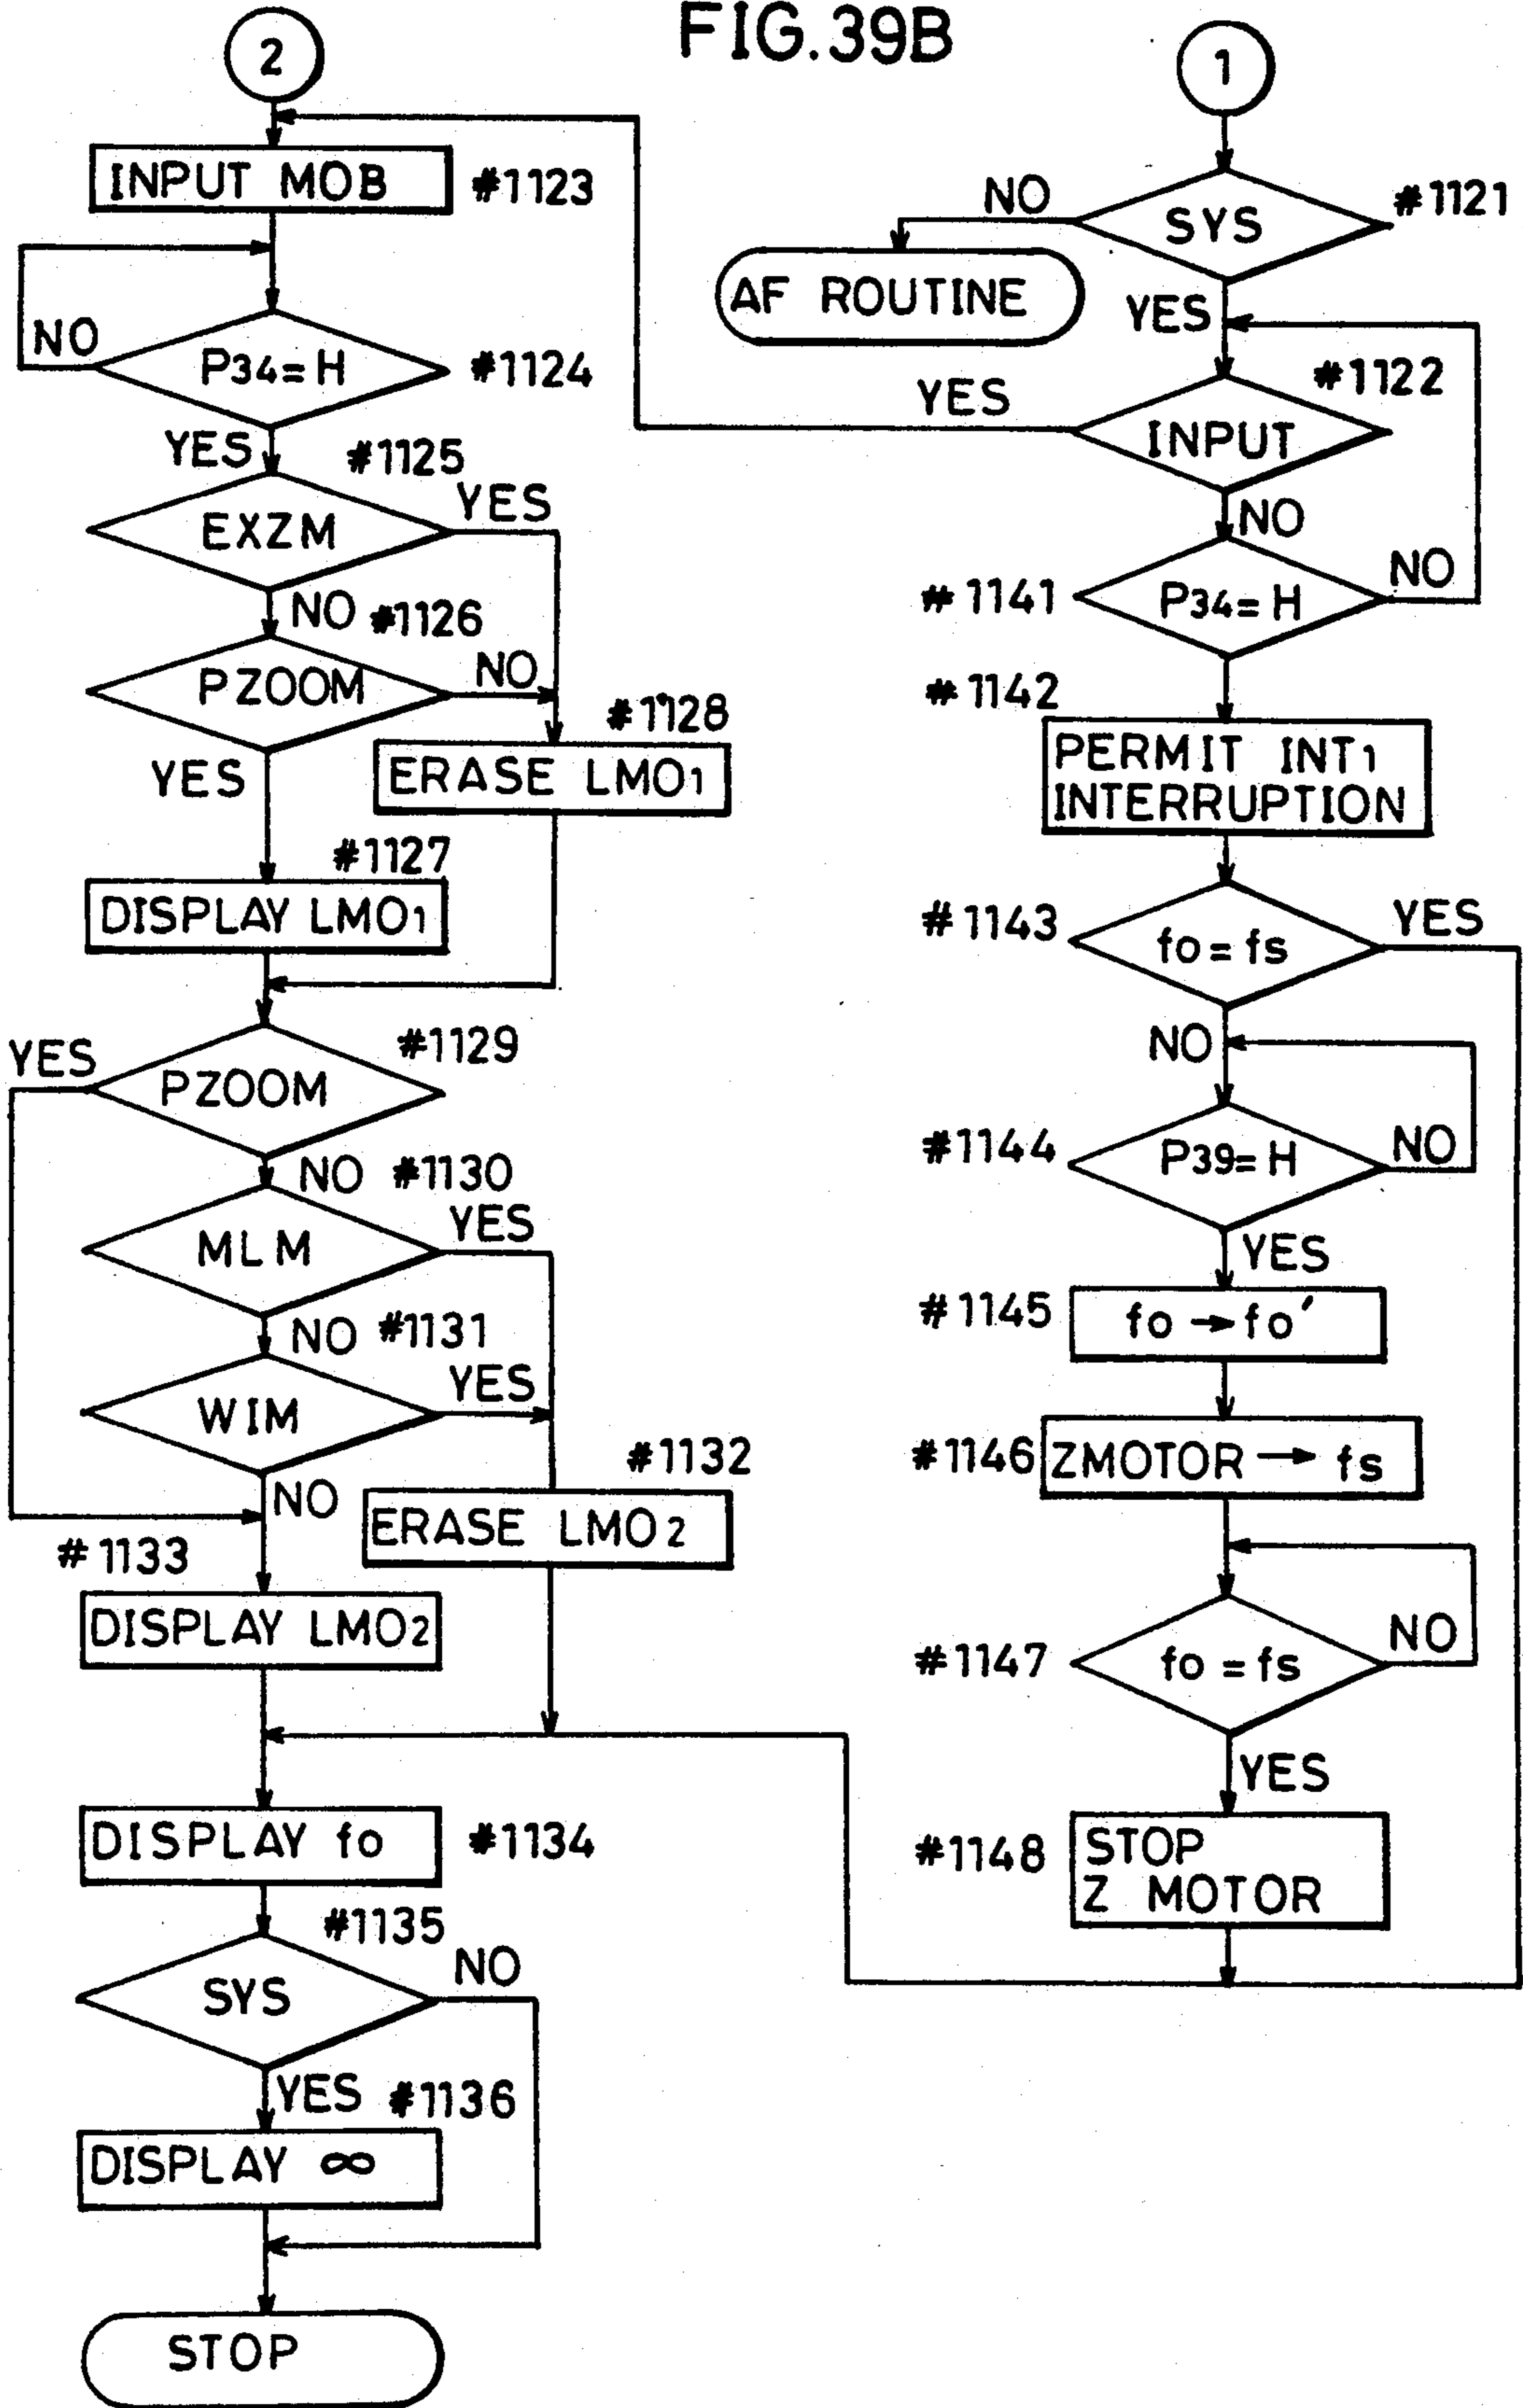 FIG.39B
2
INPUT MOB
#1123
NO
P34=H
#1124
YES
#1125
EXZM
YES
NO
#1126
PZOOM
NO
YES
#1128
ERASE LMO1
#1127
DISPLAY LMO1
#1129
YES
PZOOM
NO
#1130
MLM
YES
NO
#1131
WIM
YES
NO
#1132
ERASE LMO2
#1133
DISPLAY LMO2
DISPLAY fo
#1134
#1135
SYS
NO
YES
#1136
DISPLAY ∞
STOP
1
NO
SYS
#1121
AF ROUTINE
YES
#1122
YES
INPUT
NO
#1141
P34=H
NO
#1142
PERMIT INT1
INTERRUPTION
#1143
fo=fs
YES
NO
#1144
P39=H
NO
YES
#1145
fo→fo′
#1146
ZMOTOR → fs
#1147
fo=fs
NO
YES
#1148
STOP
Z MOTOR